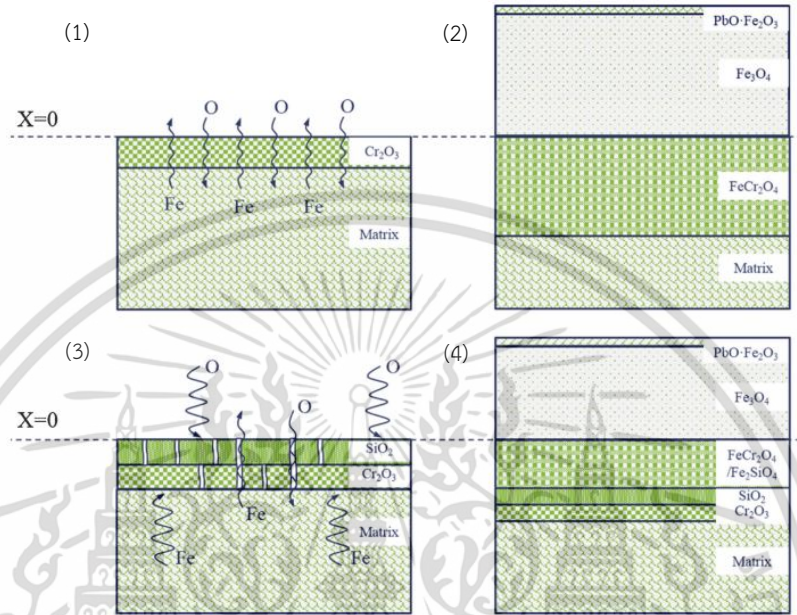 (1)
O
O
O
X=0
Cr₂O₃
Fe
Fe
Fe
Matrix
(2)
PbO·Fe₂O₃
Fe₃O₄
FeCr₂O₄
Matrix
(3)
O
O
O
X=0
SiO₂
Cr₂O₃
Fe
Matrix
Fe
Fe
(4)
PbO·Fe₂O₃
Fe₃O₄
FeCr₂O₄
/Fe₂SiO₄
SiO₂
Cr₂O₃
Matrix